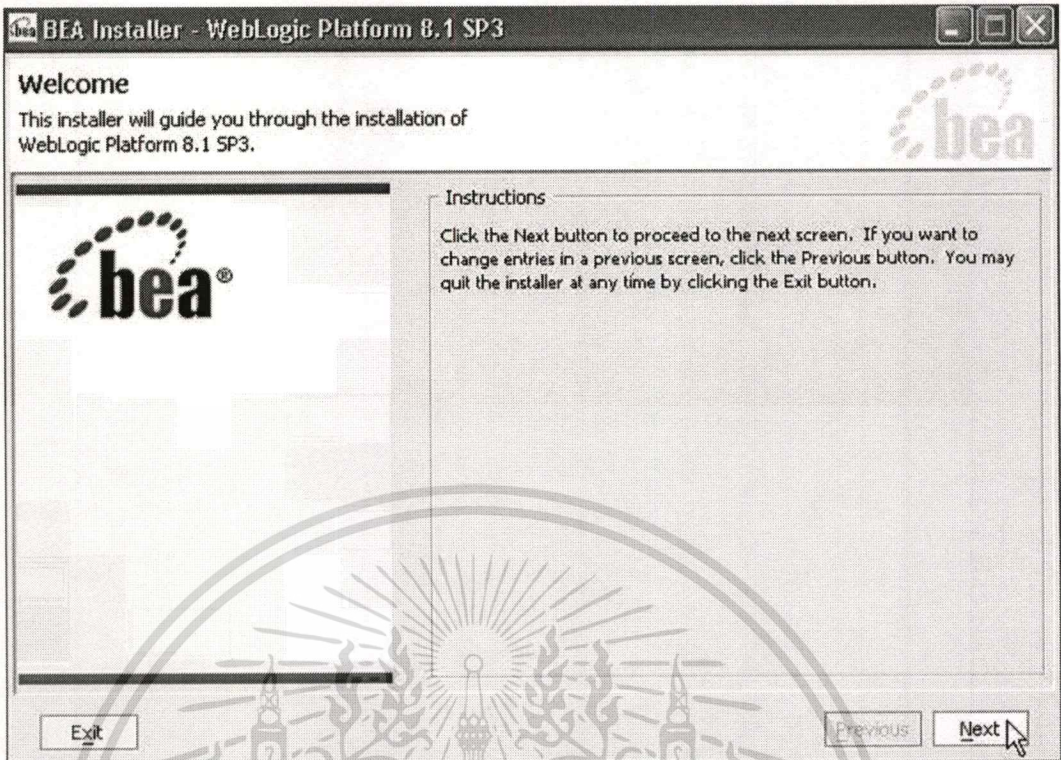 BEA Installer - WebLogic Platform 8.1 SP3
Welcome
This installer will guide you through the installation of
WebLogic Platform 8.1 SP3.
bea
bea®
Instructions
Click the Next button to proceed to the next screen. If you want to
change entries in a previous screen, click the Previous button. You may
quit the installer at any time by clicking the Exit button.
Exit
Previous
Next